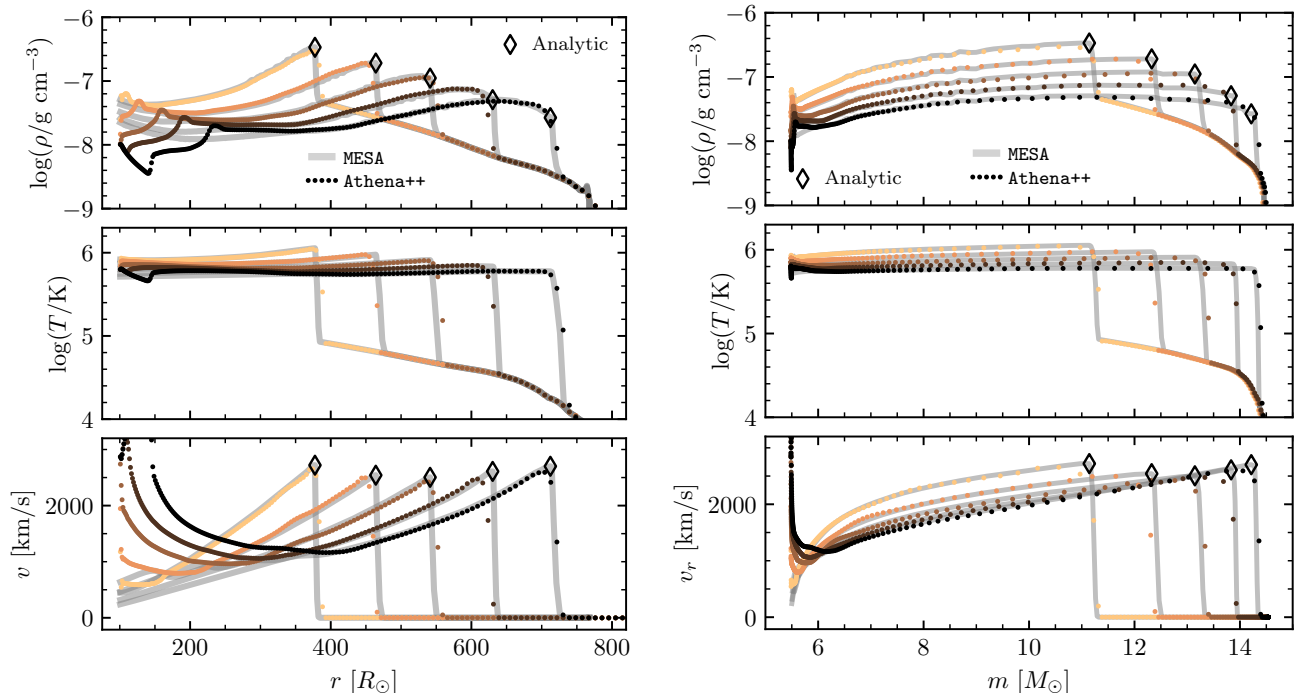 −6
−7
−8
−9
log(ρ/g cm⁻³)
Analytic
MESA
Athena++
6
5
4
log(T/K)
2000
0
v [km/s]
200 400 600 800
r [R⊙]
−6
−7
−8
−9
log(ρ/g cm⁻³)
MESA
Analytic
Athena++
6
5
4
log(T/K)
2000
0
v_r [km/s]
6 8 10 12 14
m [M⊙]